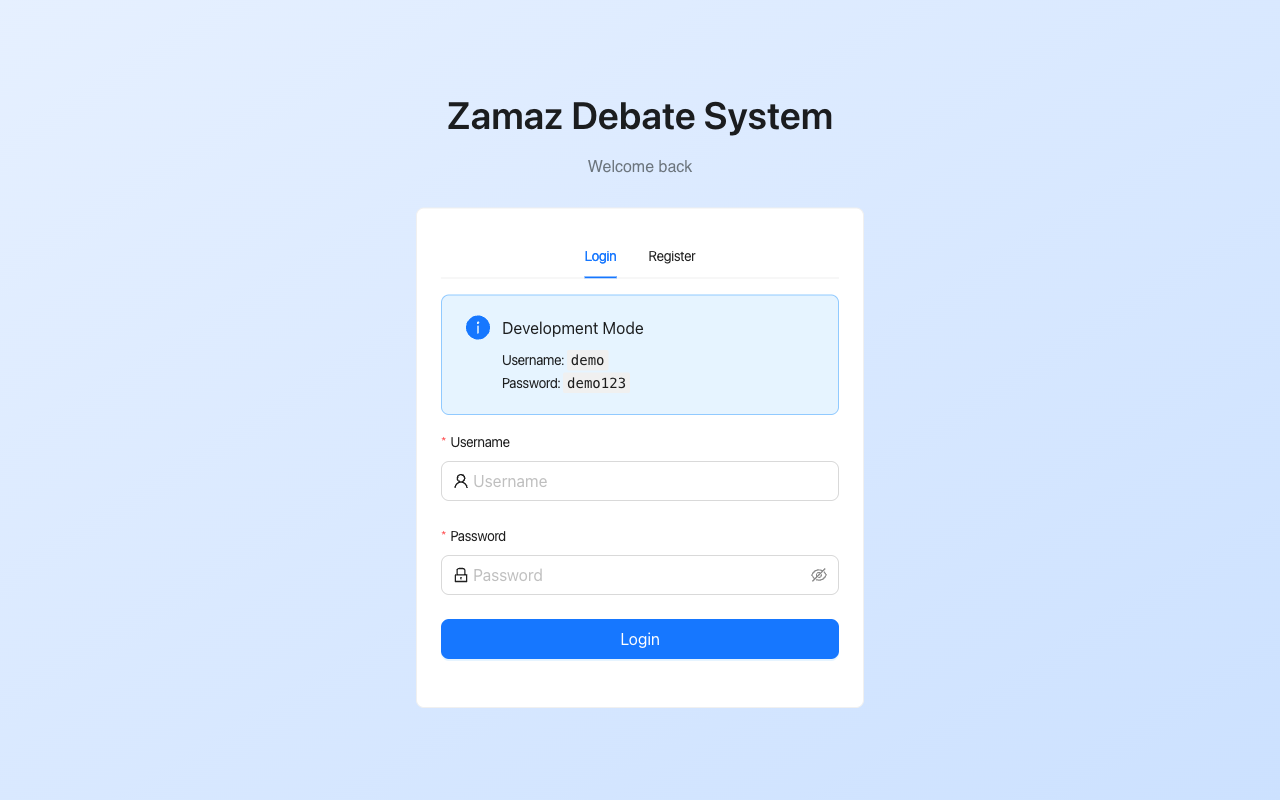 Zamaz Debate System
Welcome back
Login Register
Development Mode
Username: demo
Password: demo123
* Username
Username
* Password
Password
Login